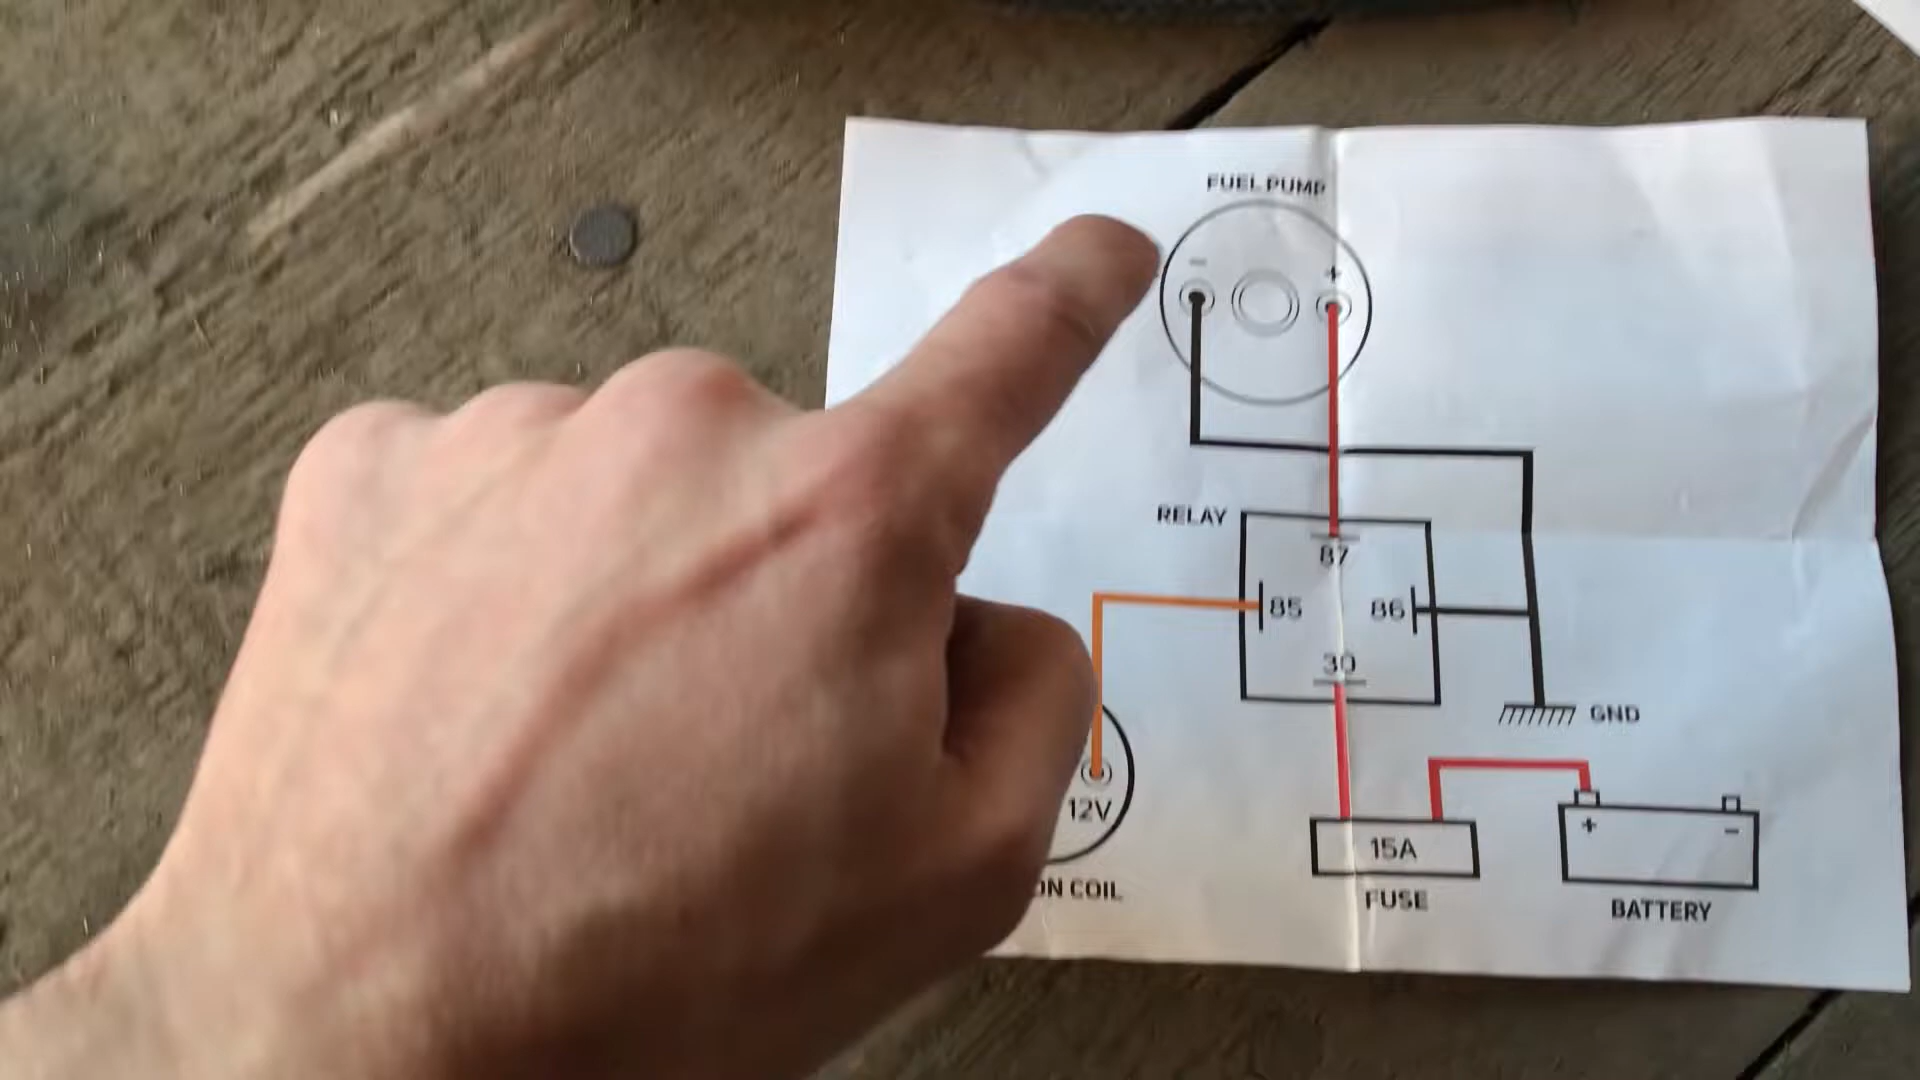 FUEL PUMP
− +
RELAY
87
85 86
30
GND
12V
15A
+ −
ON COIL
FUSE
BATTERY